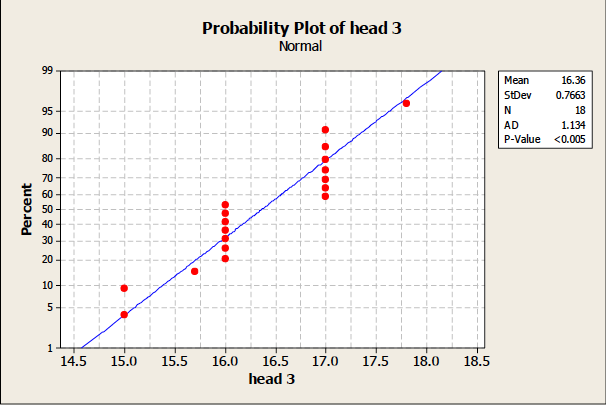 Probability Plot of head 3
Normal
99
95
90
80
70
60
50
40
30
20
10
5
1
Percent
14.5 15.0 15.5 16.0 16.5 17.0 17.5 18.0 18.5
head 3
Mean 16.36
StDev 0.7663
N 18
AD 1.134
P-Value <0.005